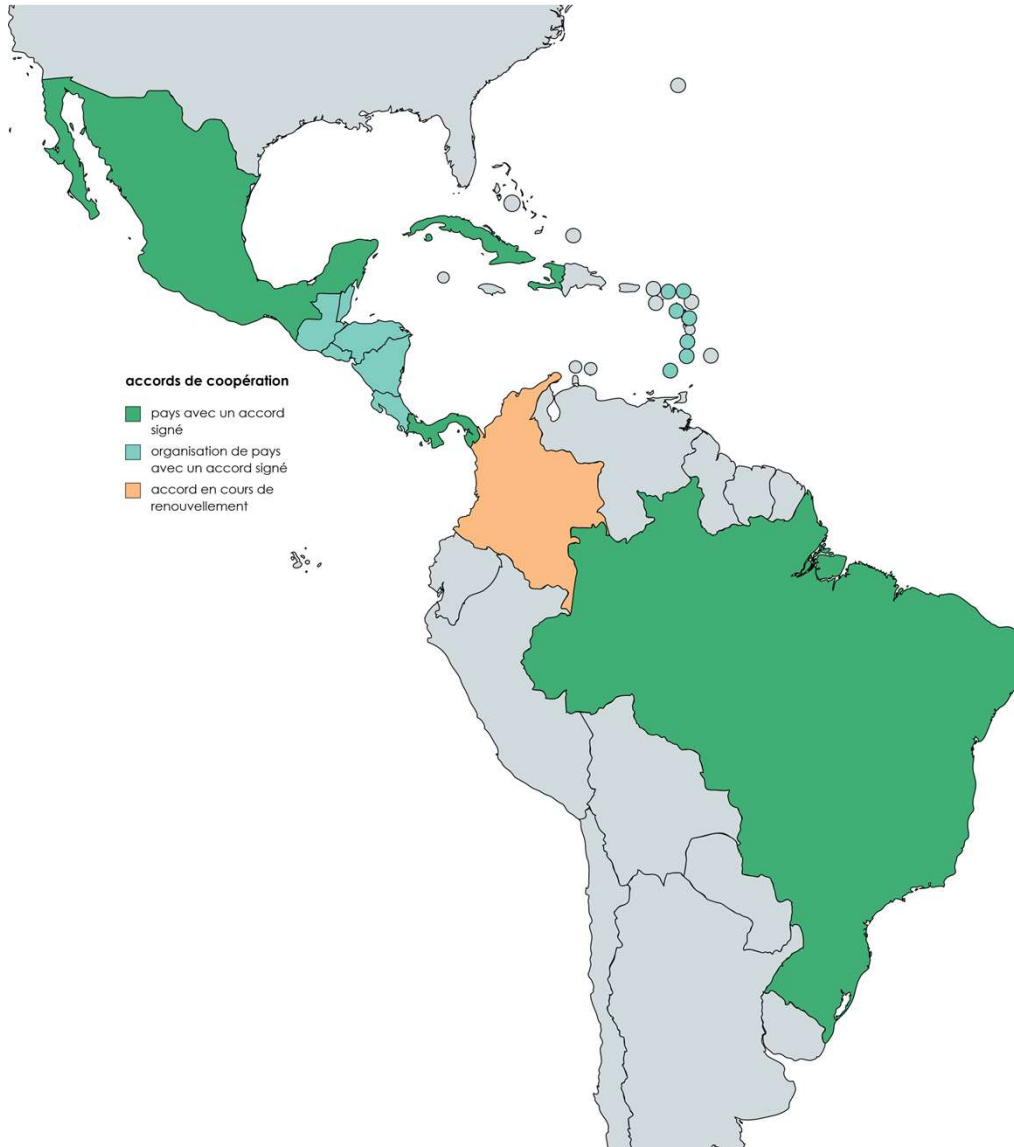 accords de coopération
pays avec un accord
signé
organisation de pays
avec un accord signé
accord en cours de
renouvellement